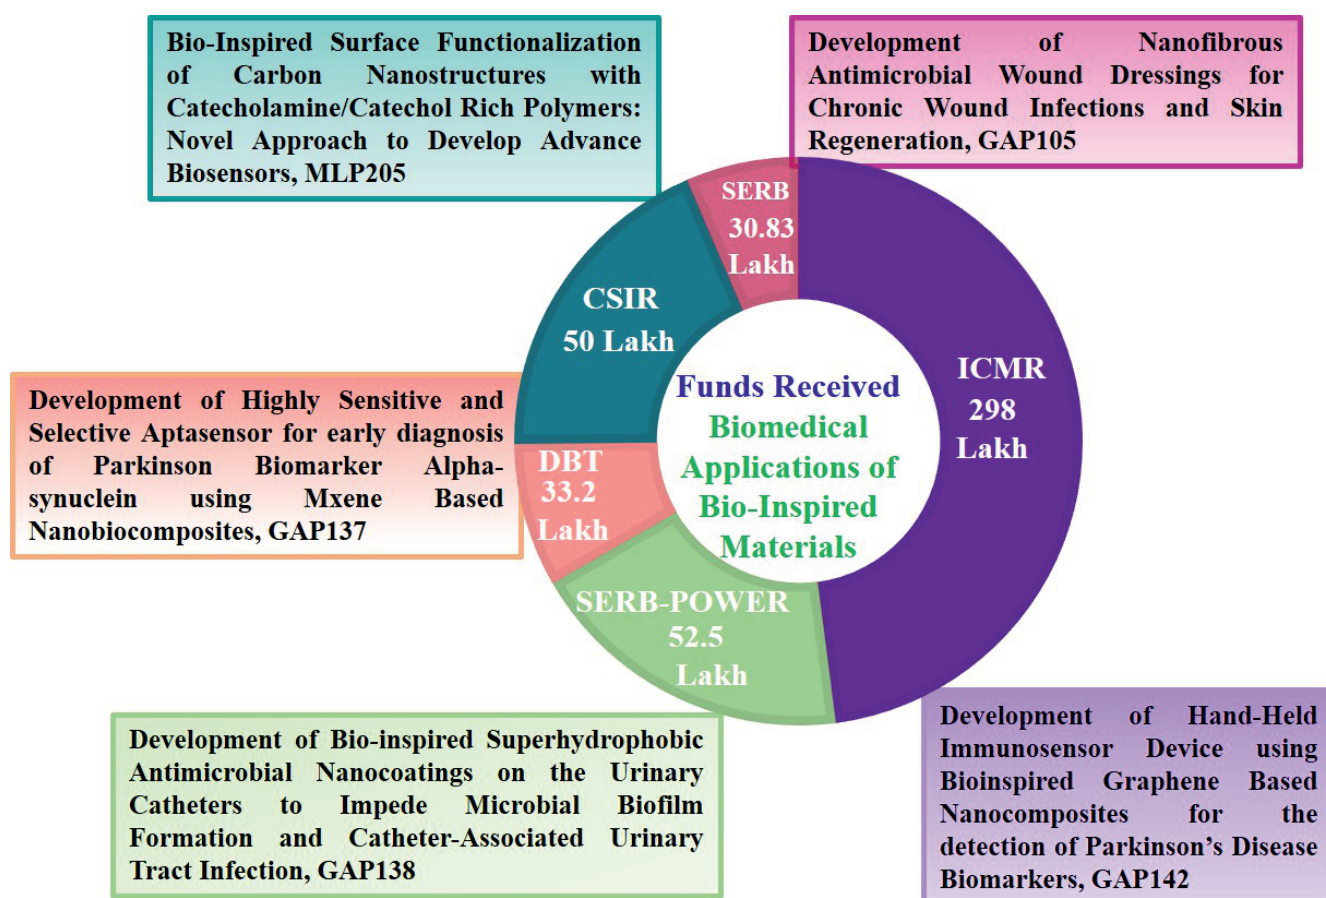 Bio-Inspired Surface Functionalization
of Carbon Nanostructures with
Catecholamine/Catechol Rich Polymers:
Novel Approach to Develop Advance
Biosensors, MLP205
Development of Nanofibrous
Antimicrobial Wound Dressings for
Chronic Wound Infections and Skin
Regeneration, GAP105
SERB
30.83
Lakh
CSIR
50 Lakh
ICMR
298
Lakh
Funds Received
Biomedical
Applications of
Bio-Inspired
Materials
Development of Highly Sensitive and
Selective Aptasensor for early diagnosis
of Parkinson Biomarker Alpha-
synuclein using Mxene Based
Nanobiocomposites, GAP137
DBT
33.2
Lakh
SERB-POWER
52.5
Lakh
Development of Bio-inspired Superhydrophobic
Antimicrobial Nanocoatings on the Urinary
Catheters to Impede Microbial Biofilm
Formation and Catheter-Associated Urinary
Tract Infection, GAP138
Development of Hand-Held
Immunosensor Device using
Bioinspired Graphene Based
Nanocomposites for the
detection of Parkinson's Disease
Biomarkers, GAP142